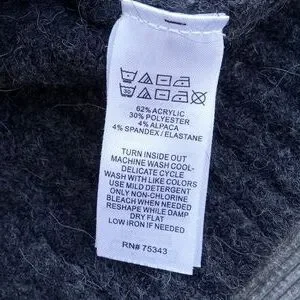 62% ACRYLIC
30% POLYESTER
4% ALPACA
4% SPANDEX / ELASTANE
TURN INSIDE OUT
MACHINE WASH COOL-
DELICATE CYCLE
WASH WITH LIKE COLORS
USE MILD DETERGENT
ONLY NON-CHLORINE
BLEACH WHEN NEEDED
RESHAPE WHILE DAMP
DRY FLAT
LOW IRON IF NEEDED
RN# 75343